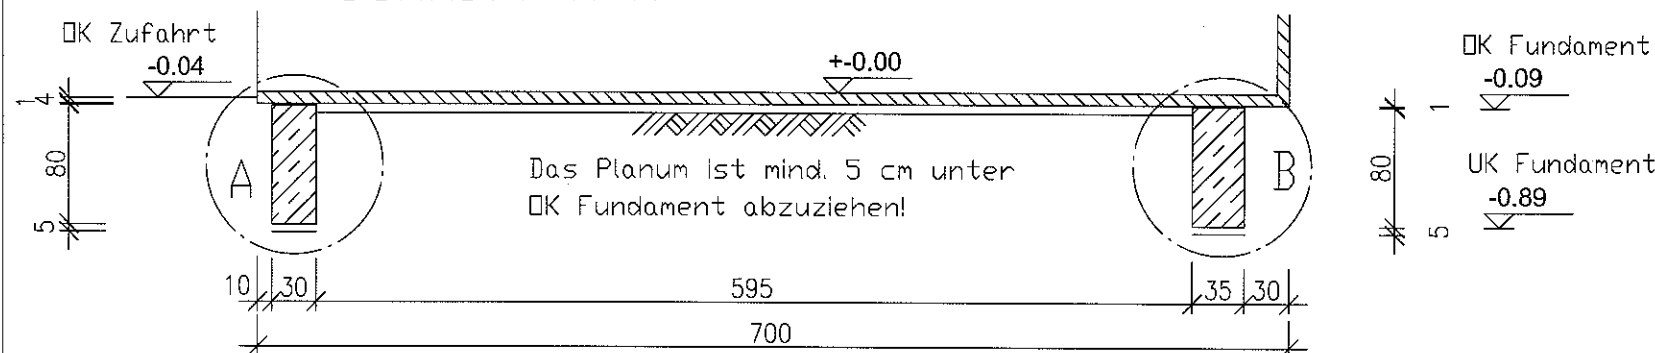 OK Zufahrt
-0.04
+-0.00
OK Fundament
-0.09
1
4
80
5
A
Das Planum ist mind. 5 cm unter
OK Fundament abzuziehen!
B
1
80
5
UK Fundament
-0.89
10 30 595 35 30
700